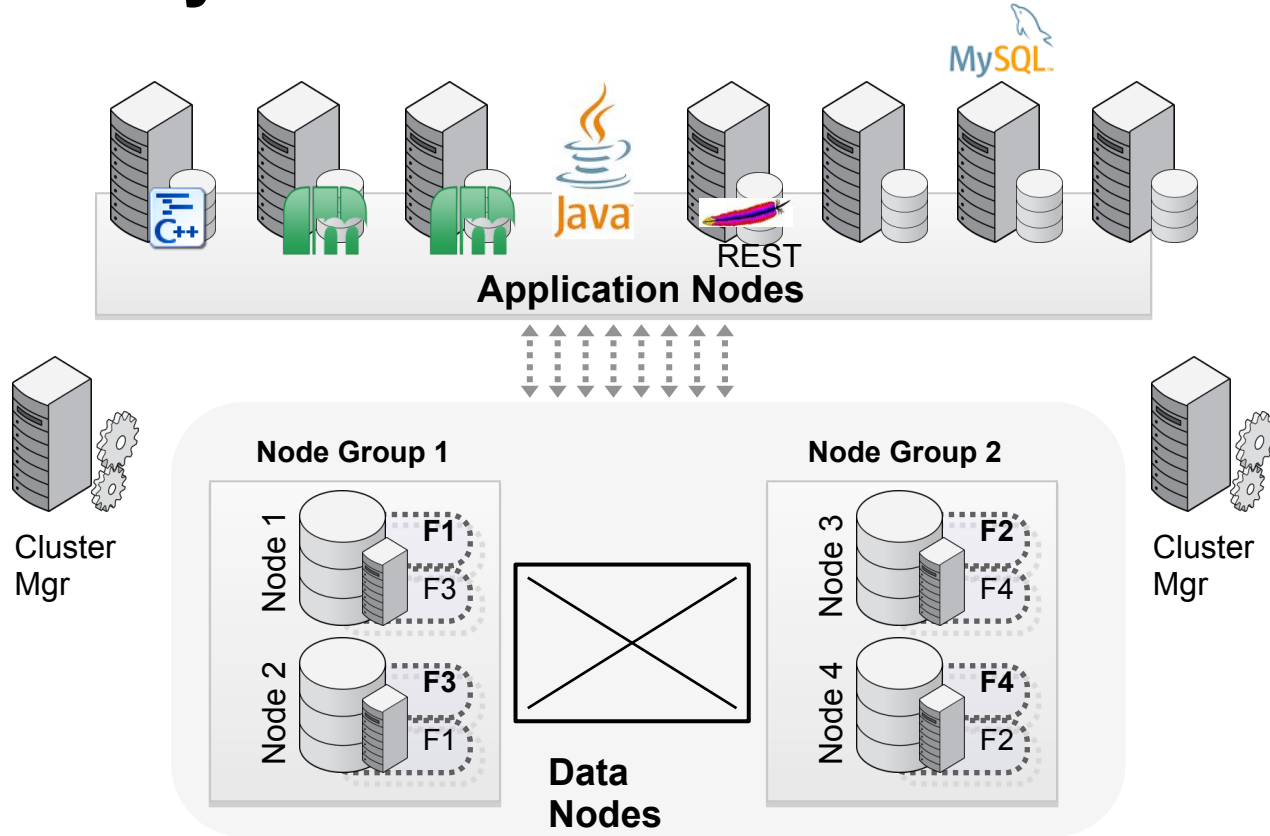 MySQL™
C++
Java
REST
Application Nodes
Cluster
Mgr
Cluster
Mgr
Node Group 1
Node Group 2
Node 1
F1
F3
Node 2
F3
F1
Node 3
F2
F4
Node 4
F4
F2
Data
Nodes